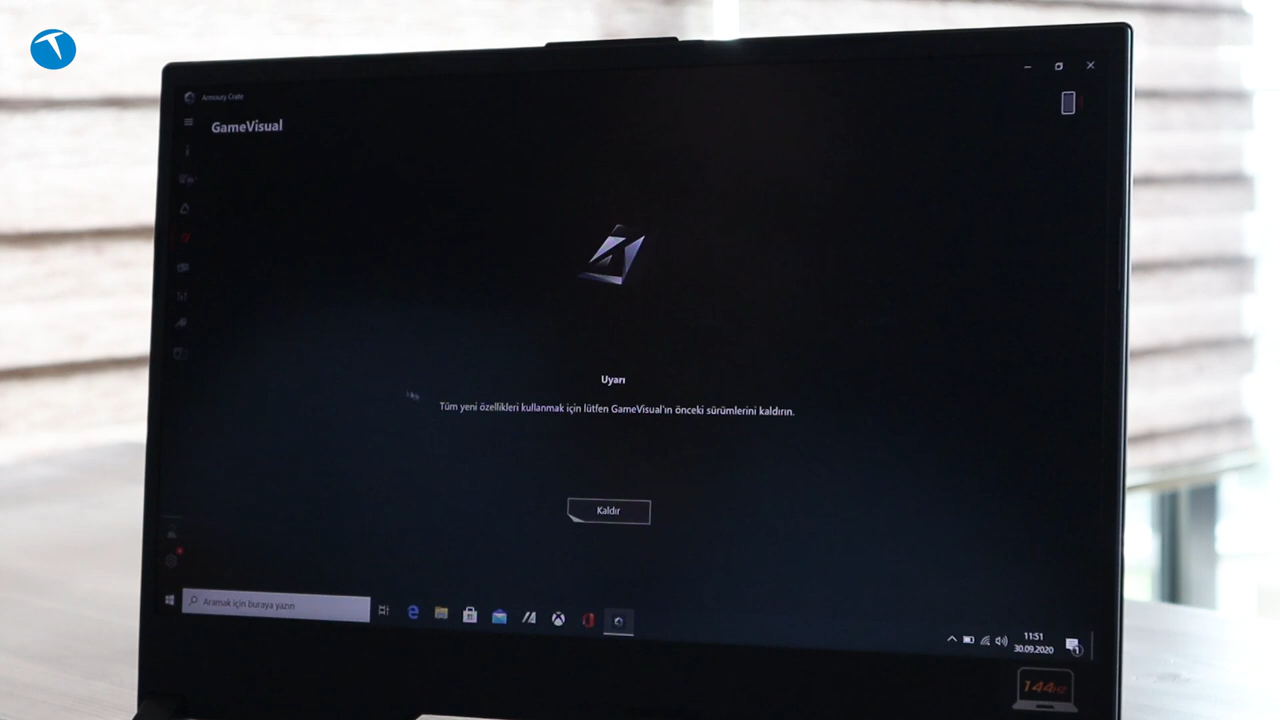 Armoury Crate
GameVisual
Uyarı
Tüm yeni özellikleri kullanmak için lütfen GameVisual'ın önceki sürümlerini kaldırın.
Kaldır
Aramak için buraya yazın
11:51
30.09.2020
1
144Hz